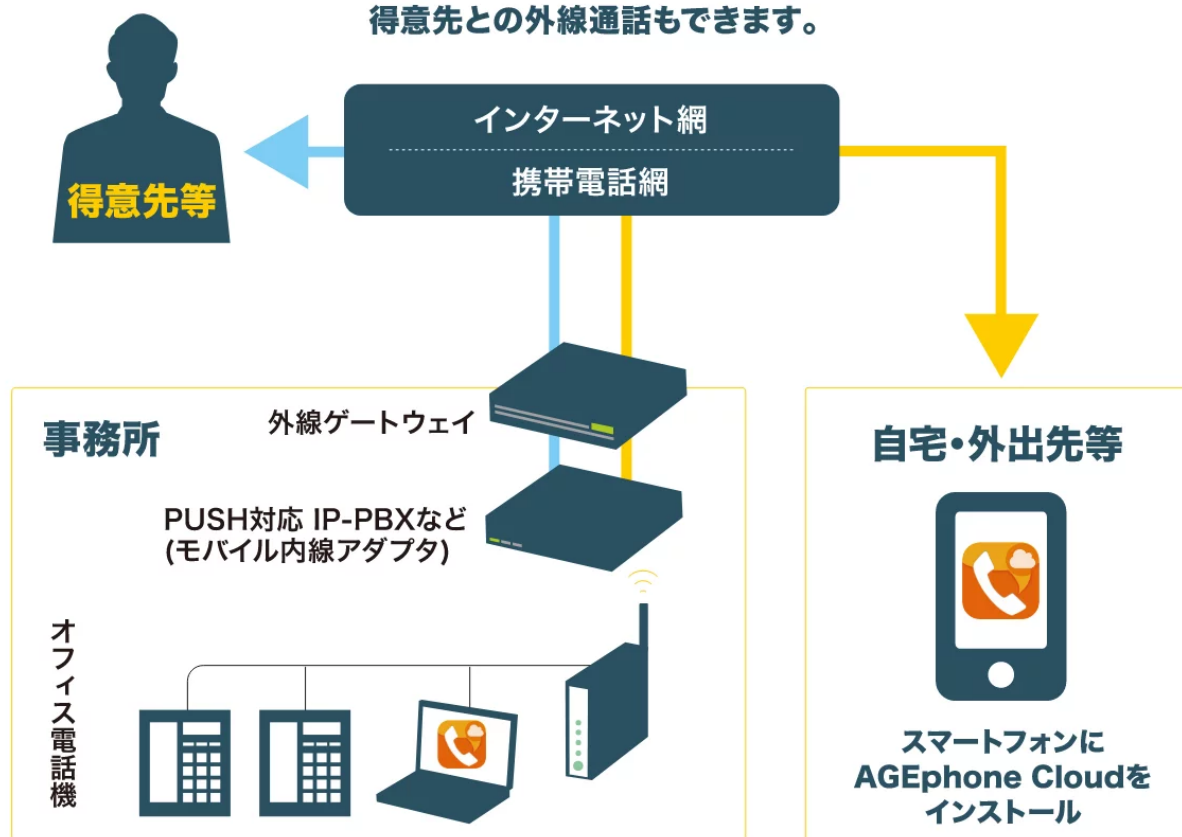 得意先との外線通話もできます。
インターネット網
携帯電話網
得意先等
事務所
外線ゲートウェイ
PUSH対応 IP-PBXなど
(モバイル内線アダプタ)
オフィス電話機
自宅・外出先等
スマートフォンに
AGEphone Cloudを
インストール